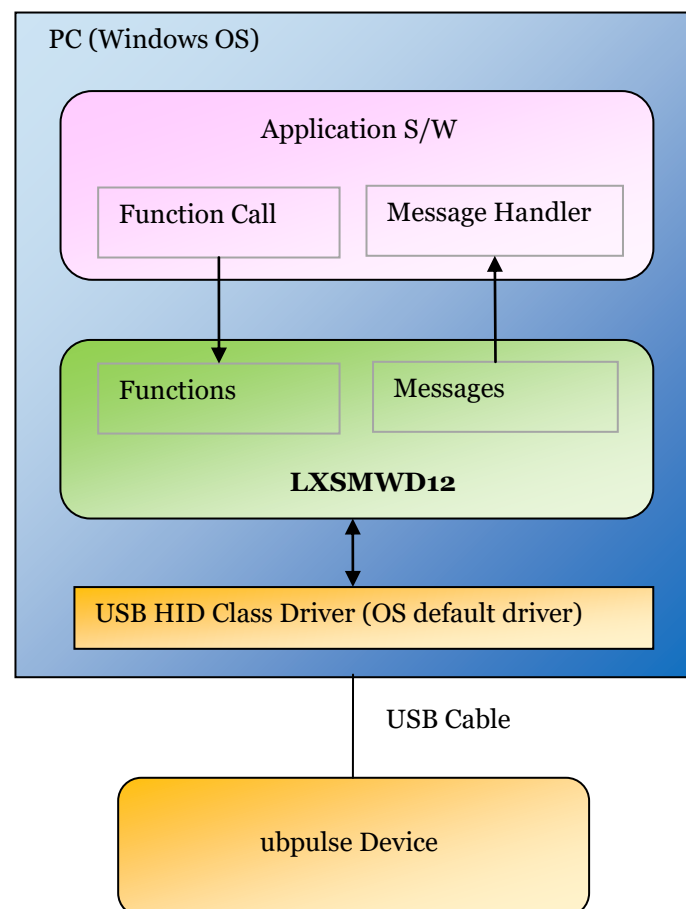 PC (Windows OS)
Application S/W
Function Call
Message Handler
Functions
Messages
LXSMWD12
USB HID Class Driver (OS default driver)
USB Cable
ubpulse Device